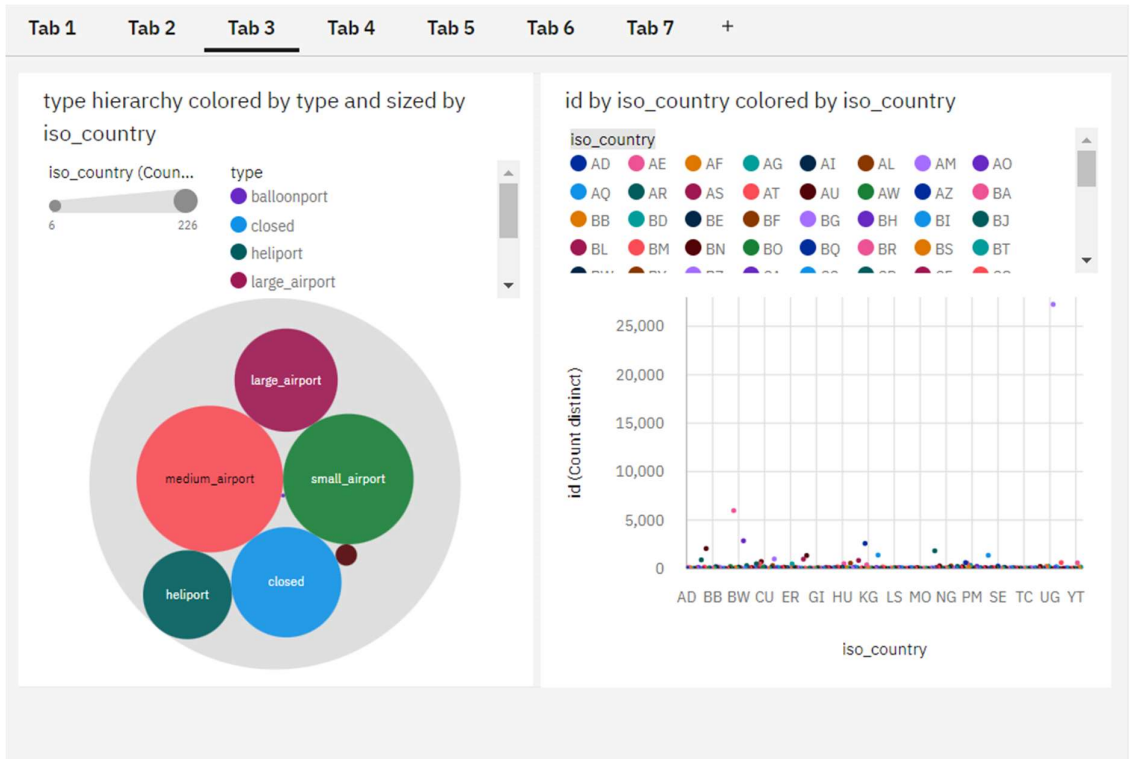 Tab 1 Tab 2 Tab 3 Tab 4 Tab 5 Tab 6 Tab 7 +
type hierarchy colored by type and sized by
iso_country
iso_country (Coun...
6 226
type
balloonport
closed
heliport
large_airport
large_airport
medium_airport
small_airport
closed
heliport
id by iso_country colored by iso_country
iso_country
AD AE AF AG AI AL AM AO
AQ AR AS AT AU AW AZ BA
BB BD BE BF BG BH BI BJ
BL BM BN BO BQ BR BS BT
25,000
20,000
15,000
10,000
5,000
0
id (Count distinct)
AD BB BW CU ER GI HU KG LS MO NG PM SE TC UG YT
iso_country